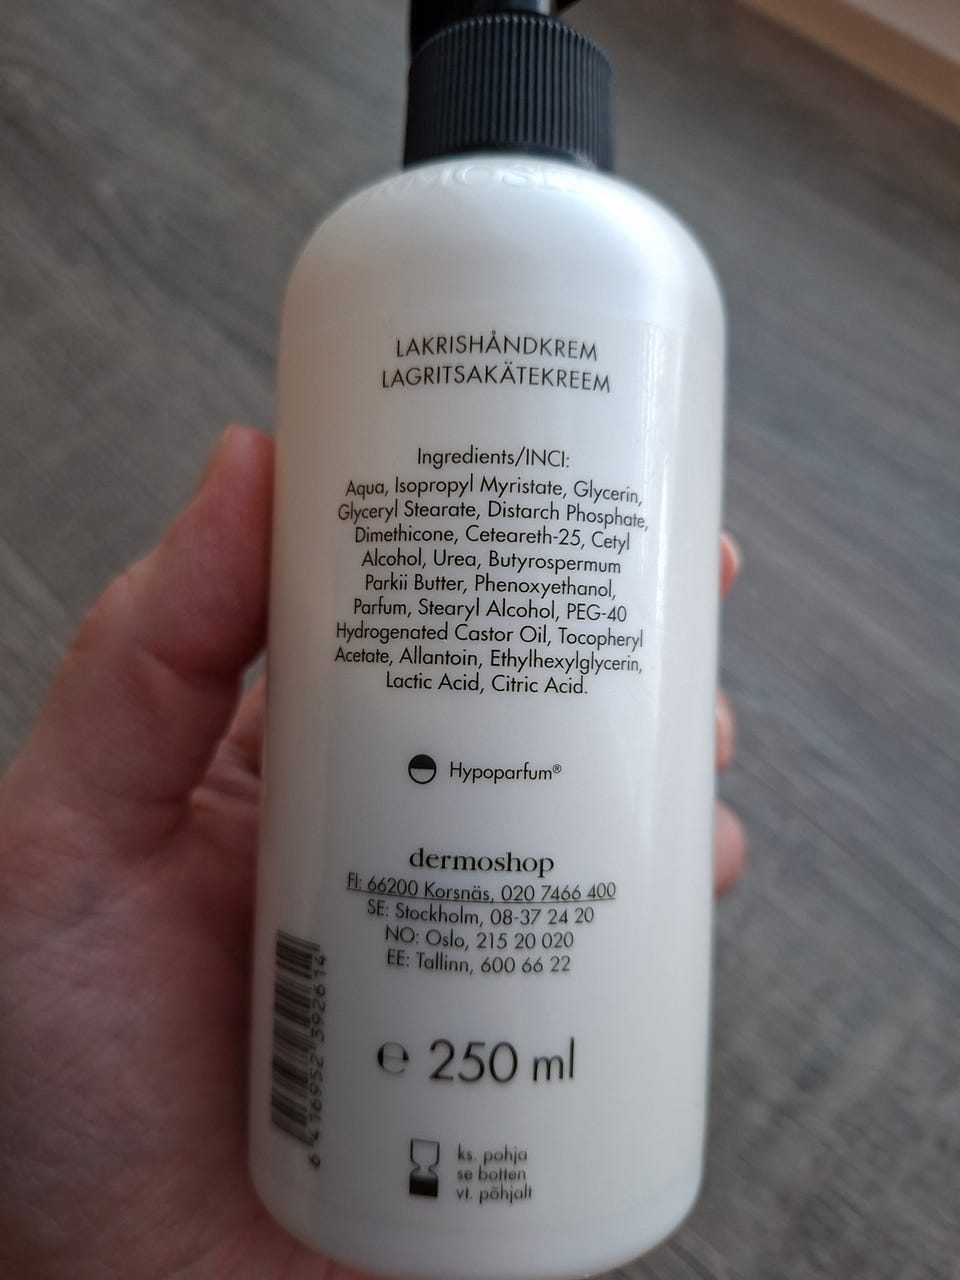 LAKRISHÅNDKREM
LAGRITSAKÄTEKREEM
Ingredients/INCI:
Aqua, Isopropyl Myristate, Glycerin,
Glyceryl Stearate, Distarch Phosphate,
Dimethicone, Ceteareth-25, Cetyl
Alcohol, Urea, Butyrospermum
Parkii Butter, Phenoxyethanol,
Parfum, Stearyl Alcohol, PEG-40
Hydrogenated Castor Oil, Tocopheryl
Acetate, Allantoin, Ethylhexylglycerin,
Lactic Acid, Citric Acid.
Hypoparfum®
dermoshop
FI: 66200 Korsnäs, 020 7466 400
SE: Stockholm, 08-37 24 20
NO: Oslo, 215 20 020
EE: Tallinn, 600 66 22
℮ 250 ml
ks. pohja
se botten
vt. põhjalt
6 416952 392614